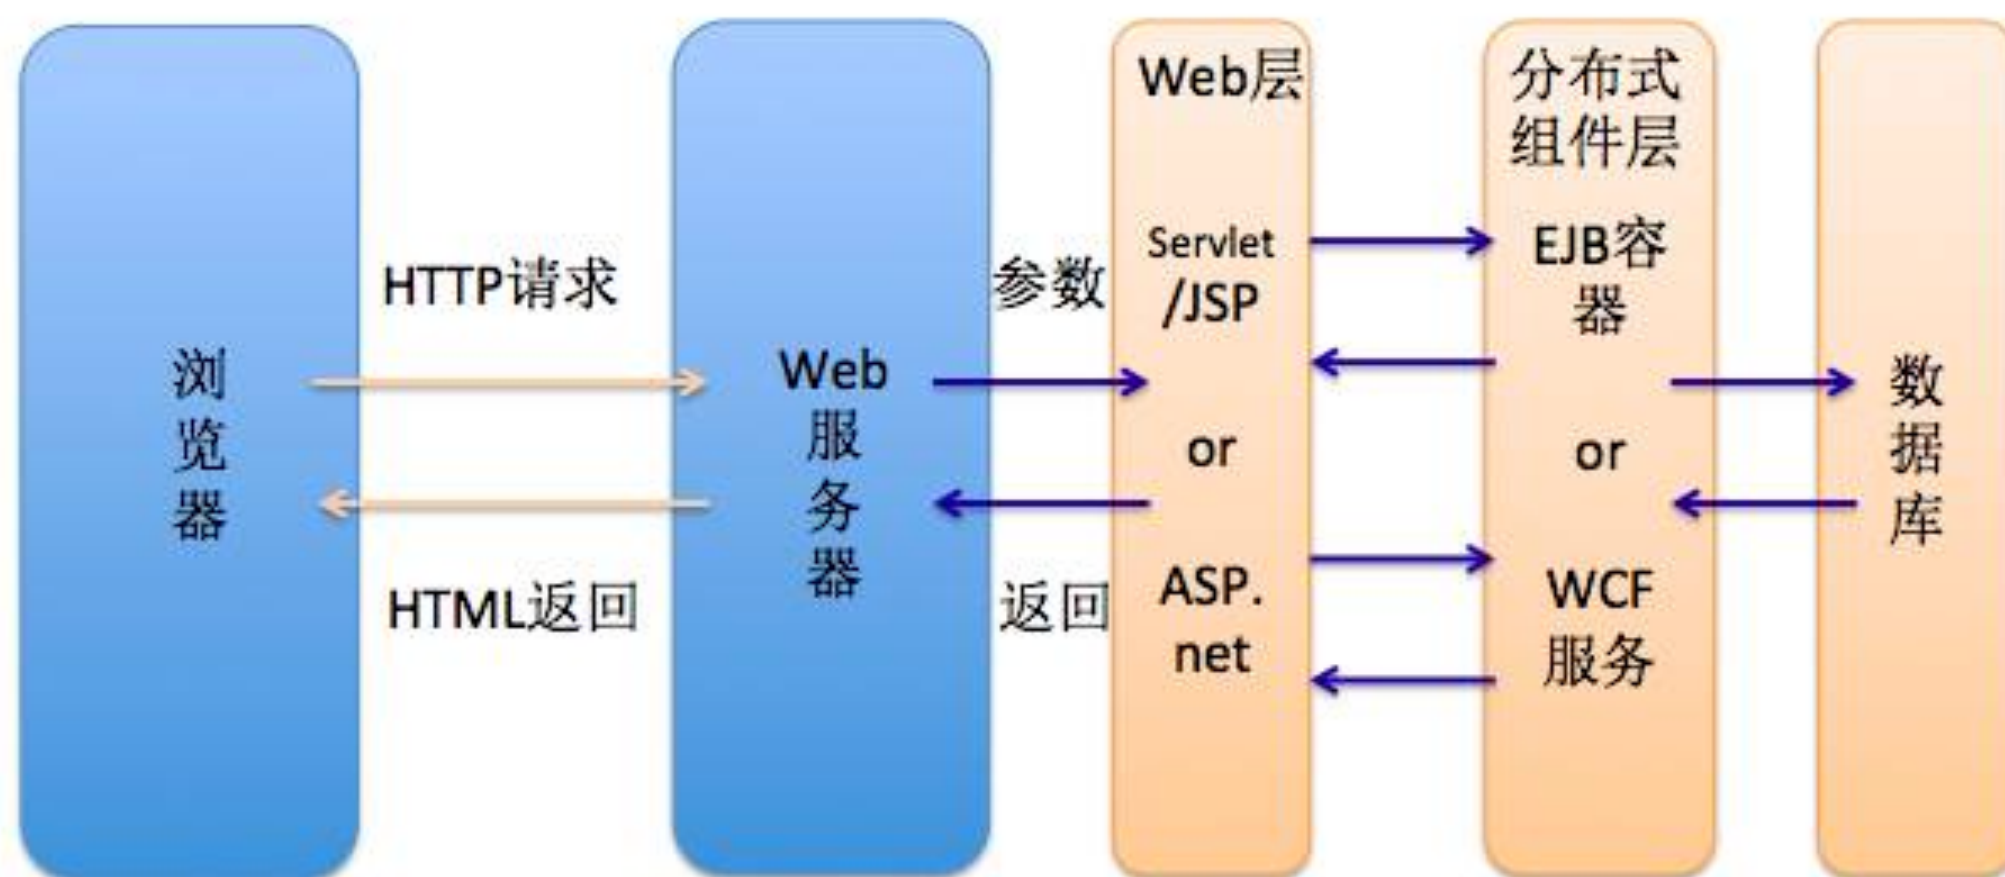 浏
览
器
HTTP请求
HTML返回
Web
服
务
器
参数
返回
Web层
Servlet
/JSP
or
ASP.
net
分布式
组件层
EJB容
器
or
WCF
服务
数
据
库